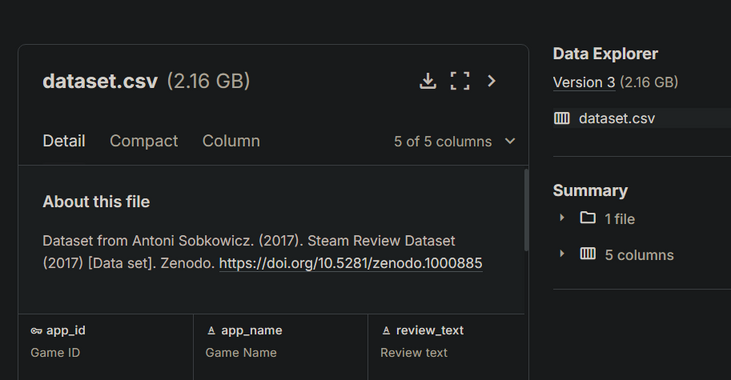 dataset.csv (2.16 GB)
Detail Compact Column 5 of 5 columns
About this file
Dataset from Antoni Sobkowicz. (2017). Steam Review Dataset
(2017) [Data set]. Zenodo. https://doi.org/10.5281/zenodo.1000885
app_id app_name review_text
Game ID Game Name Review text
Data Explorer
Version 3 (2.16 GB)
dataset.csv
Summary
1 file
5 columns